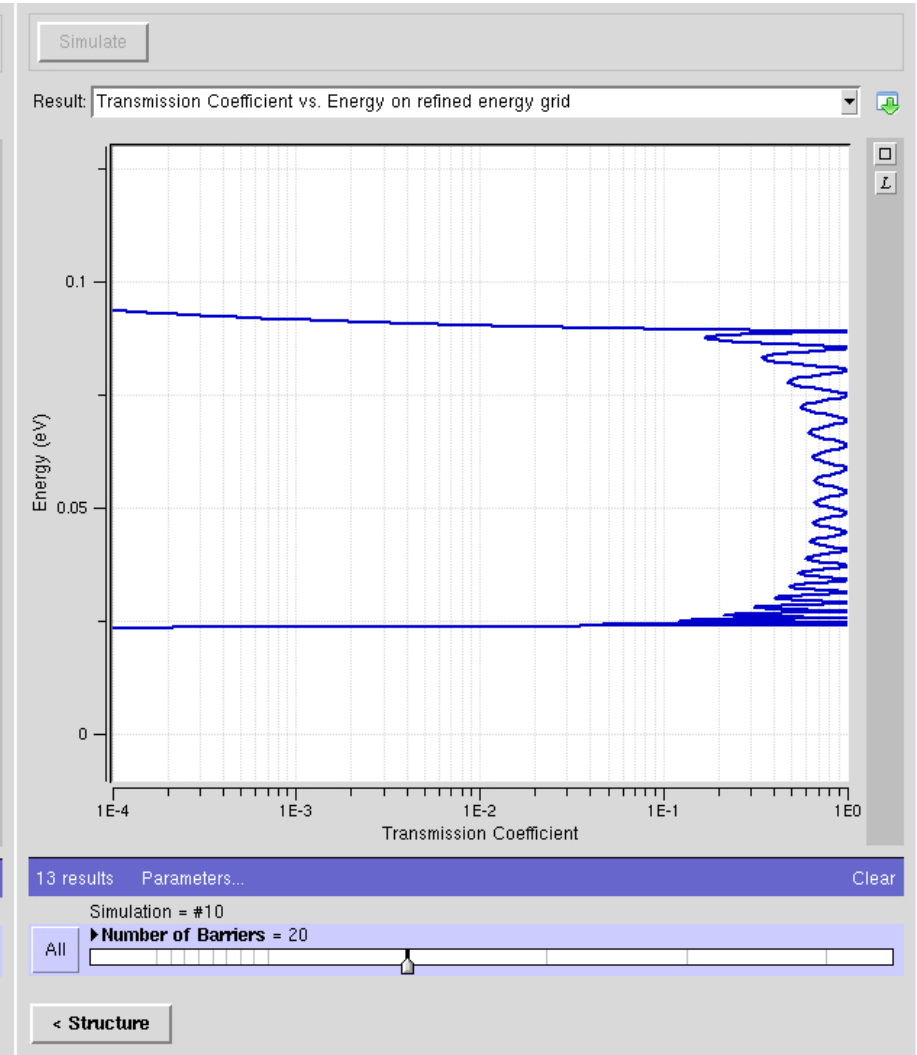 Simulate
Result: Transmission Coefficient vs. Energy on refined energy grid
L
0.1
0.05
0
Energy (eV)
1E-4 1E-3 1E-2 1E-1 1E0
Transmission Coefficient
13 results Parameters... Clear
Simulation = #10
All Number of Barriers = 20
< Structure